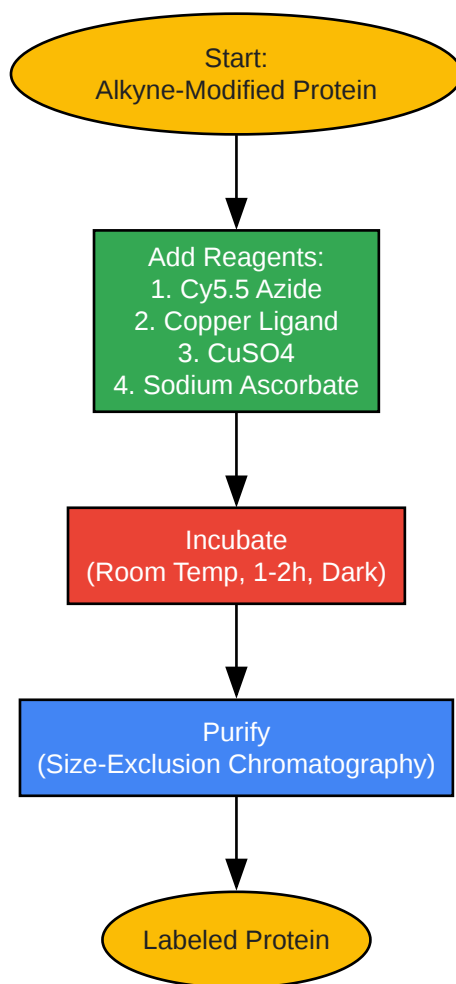 Start:
Alkyne-Modified Protein
Add Reagents:
1. Cy5.5 Azide
2. Copper Ligand
3. CuSO4
4. Sodium Ascorbate
Incubate
(Room Temp, 1-2h, Dark)
Purify
(Size-Exclusion Chromatography)
Labeled Protein